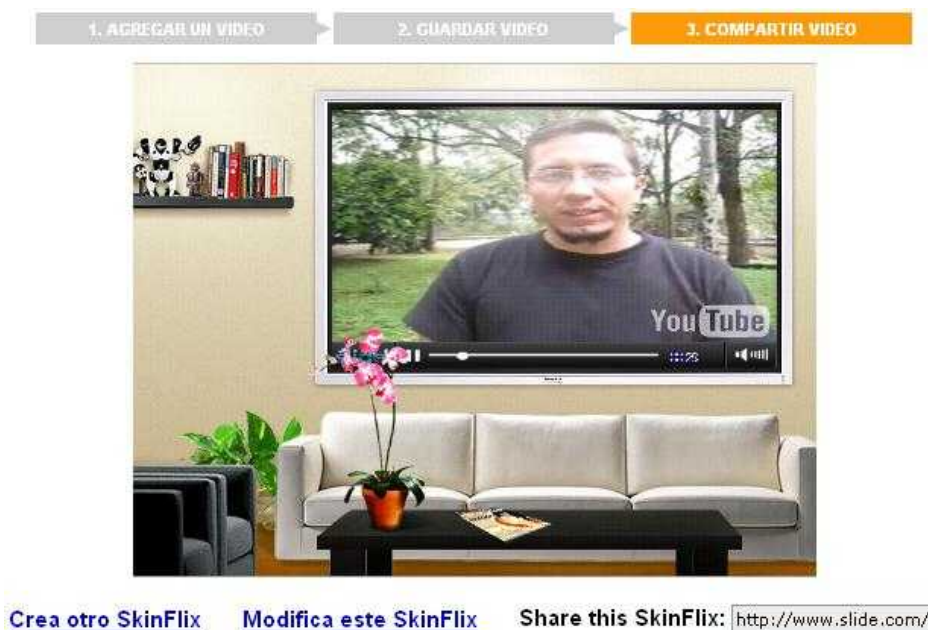 1. AGREGAR UN VIDEO
2. GUARDAR VIDEO
3. COMPARTIR VIDEO
YouTube
Crea otro SkinFlix
Modifica este SkinFlix
Share this SkinFlix: http://www.slide.com/